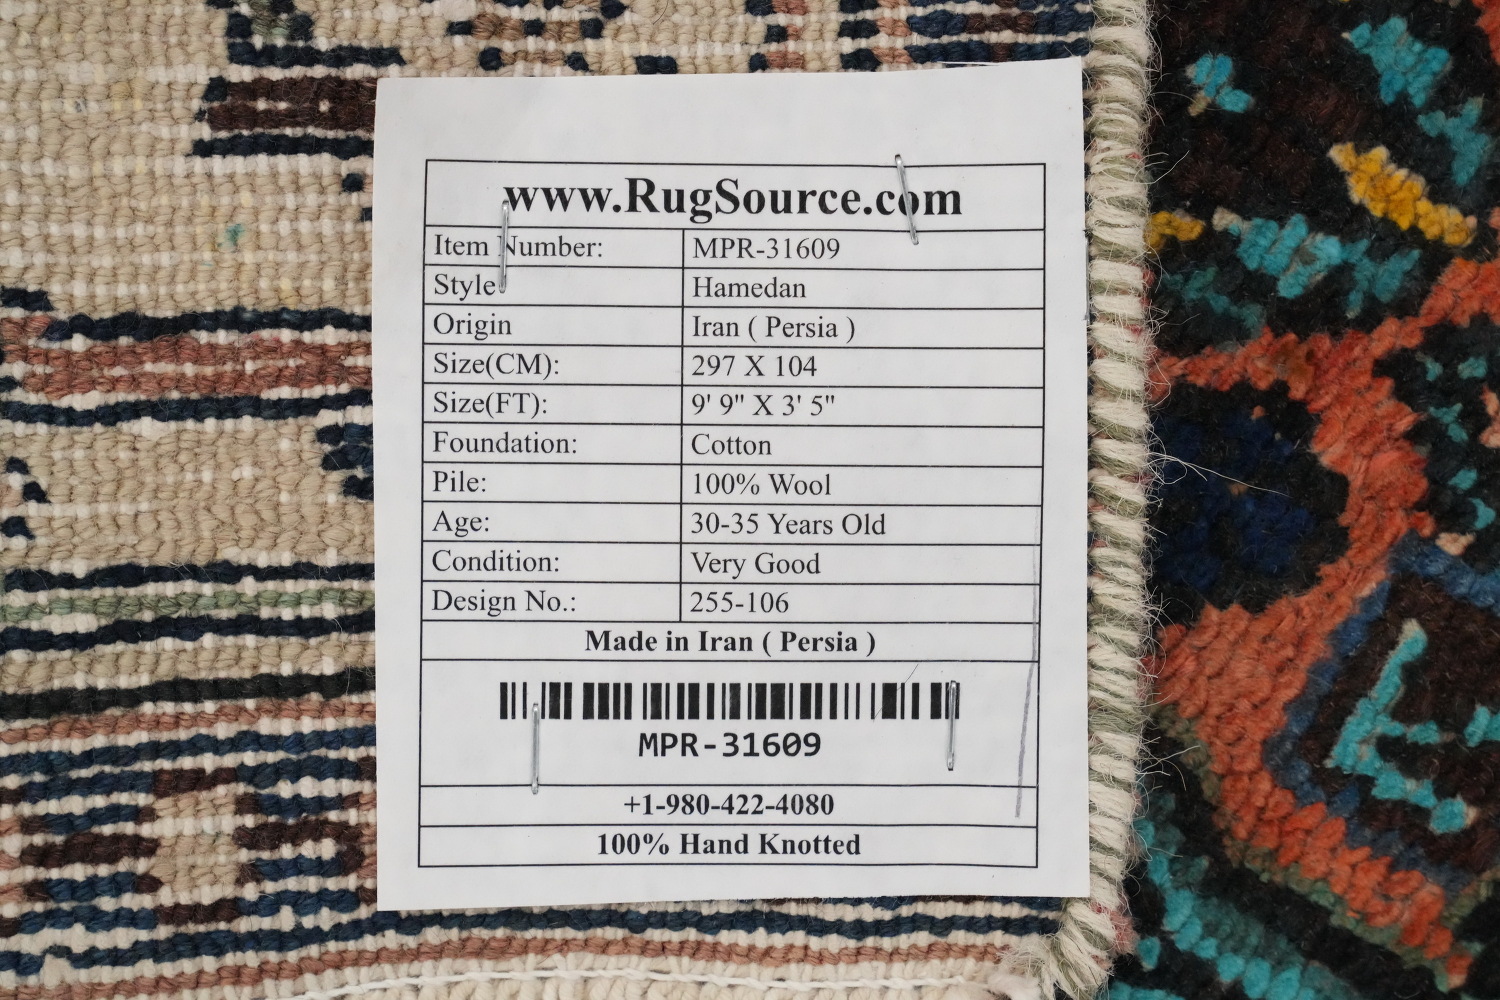 www.RugSource.com
Item Number: MPR-31609
Style: Hamedan
Origin Iran ( Persia )
Size(CM): 297 X 104
Size(FT): 9' 9" X 3' 5"
Foundation: Cotton
Pile: 100% Wool
Age: 30-35 Years Old
Condition: Very Good
Design No.: 255-106
Made in Iran ( Persia )
MPR-31609
+1-980-422-4080
100% Hand Knotted